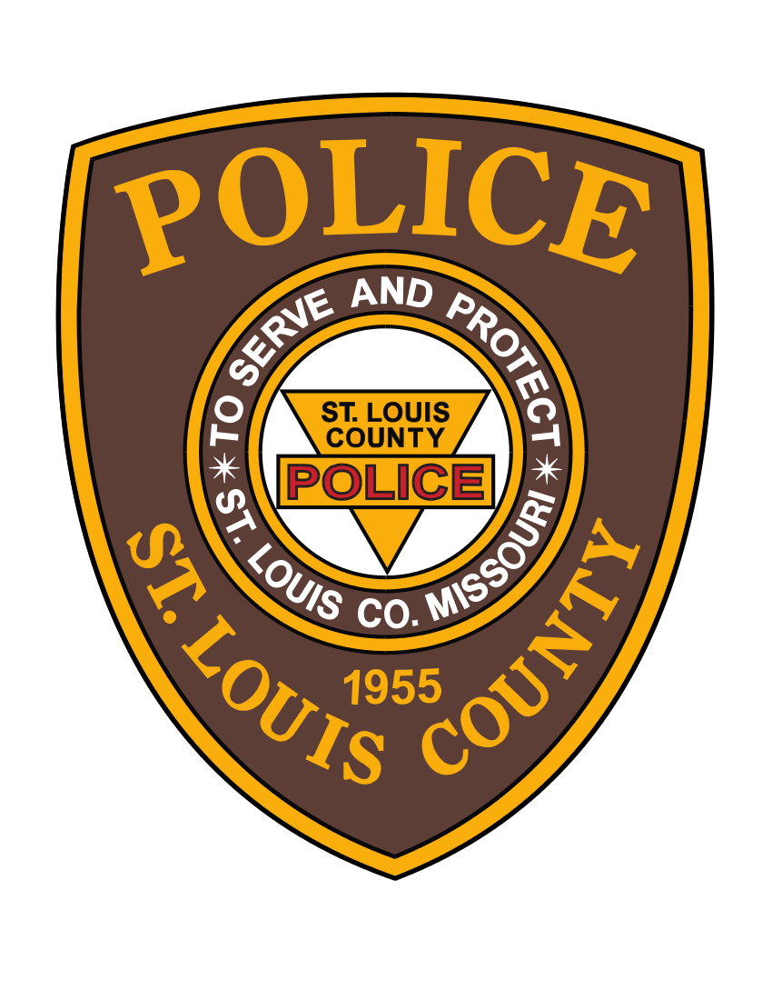 POLICE
TO SERVE AND PROTECT
ST. LOUIS
COUNTY
POLICE
ST. LOUIS CO. MISSOURI
1955
ST. LOUIS COUNTY